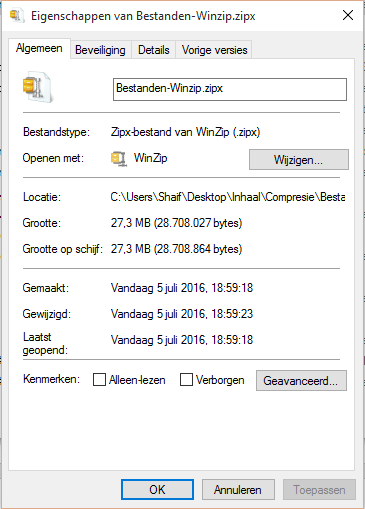 Eigenschappen van Bestanden-Winzip.zipx
Algemeen Beveiliging Details Vorige versies
Bestanden-Winzip.zipx
Bestandstype: Zipx-bestand van WinZip (.zipx)
Openen met: WinZip Wijzigen...
Locatie: C:\Users\Shaif\Desktop\Inhaal\Compresie\Besta
Grootte: 27,3 MB (28.708.027 bytes)
Grootte op schijf: 27,3 MB (28.708.864 bytes)
Gemaakt: Vandaag 5 juli 2016, 18:59:18
Gewijzigd: Vandaag 5 juli 2016, 18:59:23
Laatst
geopend: Vandaag 5 juli 2016, 18:59:18
Kenmerken: Alleen-lezen Verborgen Geavanceerd...
OK Annuleren Toepassen